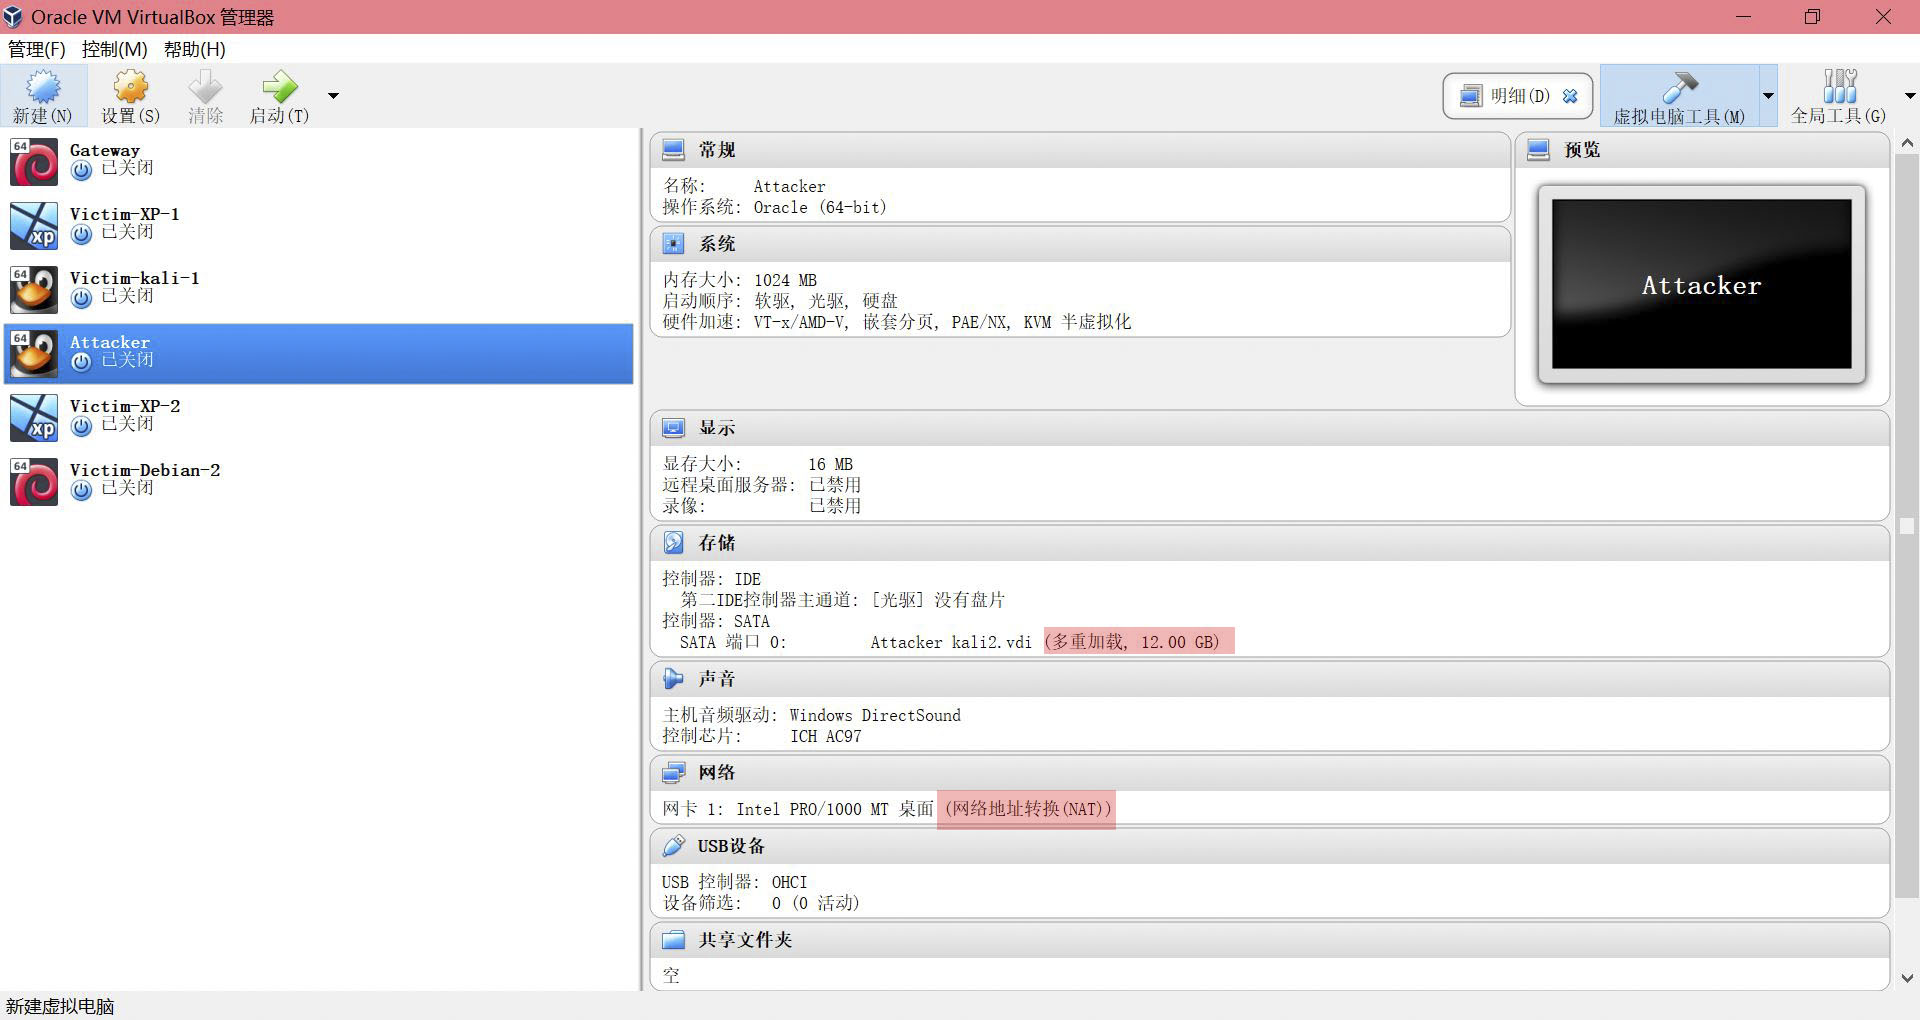 Oracle VM VirtualBox 管理器
管理(F) 控制(M) 帮助(H)
新建(N) 设置(S) 清除 启动(T) 明细(D) 虚拟电脑工具(M) 全局工具(G)
64 Gateway
已关闭
xp Victim-XP-1
已关闭
64 Victim-kali-1
已关闭
64 Attacker
已关闭
xp Victim-XP-2
已关闭
64 Victim-Debian-2
已关闭
常规
名称: Attacker
操作系统: Oracle (64-bit)
系统
内存大小: 1024 MB
启动顺序: 软驱, 光驱, 硬盘
硬件加速: VT-x/AMD-V, 嵌套分页, PAE/NX, KVM 半虚拟化
预览
Attacker
显示
显存大小: 16 MB
远程桌面服务器: 已禁用
录像: 已禁用
存储
控制器: IDE
第二IDE控制器主通道: [光驱] 没有盘片
控制器: SATA
SATA 端口 0: Attacker kali2.vdi (多重加载, 12.00 GB)
声音
主机音频驱动: Windows DirectSound
控制芯片: ICH AC97
网络
网卡 1: Intel PRO/1000 MT 桌面 (网络地址转换(NAT))
USB设备
USB 控制器: OHCI
设备筛选: 0 (0 活动)
共享文件夹
空
新建虚拟电脑